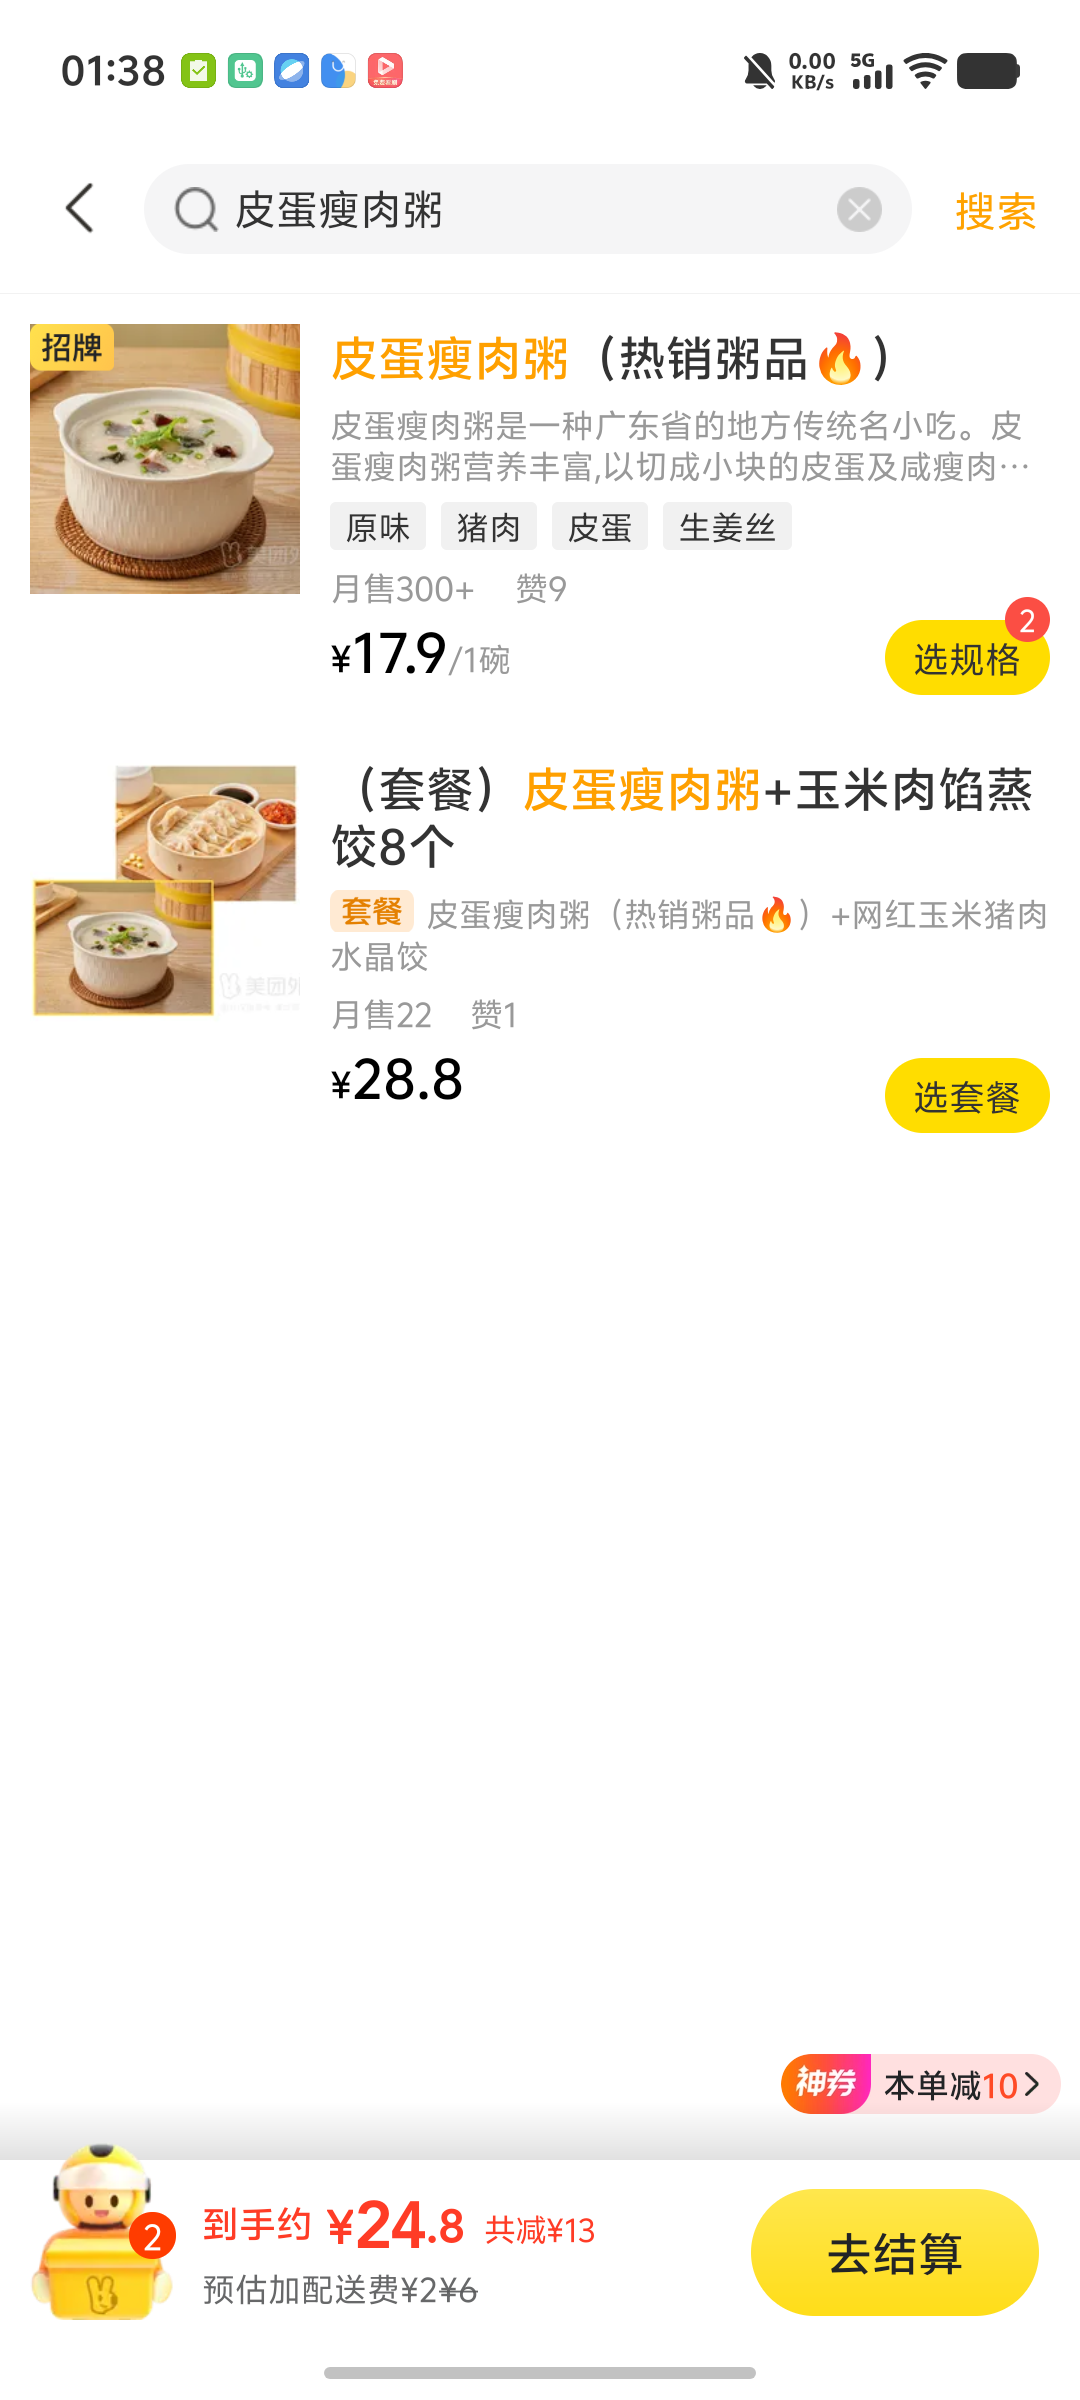 01:38
0.00
KB/s
5G
皮蛋瘦肉粥
搜索
招牌
皮蛋瘦肉粥（热销粥品🔥）
皮蛋瘦肉粥是一种广东省的地方传统名小吃。皮
蛋瘦肉粥营养丰富,以切成小块的皮蛋及咸瘦肉…
原味 猪肉 皮蛋 生姜丝
月售300+ 赞9
¥17.9/1碗
2
选规格
美团外
（套餐）皮蛋瘦肉粥+玉米肉馅蒸
饺8个
套餐 皮蛋瘦肉粥（热销粥品🔥）+网红玉米猪肉
水晶饺
月售22 赞1
¥28.8
选套餐
美团外
神券 本单减10
2
到手约 ¥24.8 共减¥13
预估加配送费¥2¥6
去结算